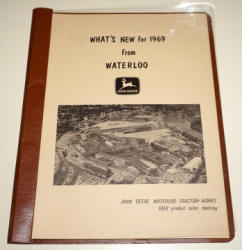 WHAT'S NEW for 1969
from
WATERLOO
JOHN DEERE
JOHN DEERE WATERLOO TRACTOR WORKS
1968 product sales meeting